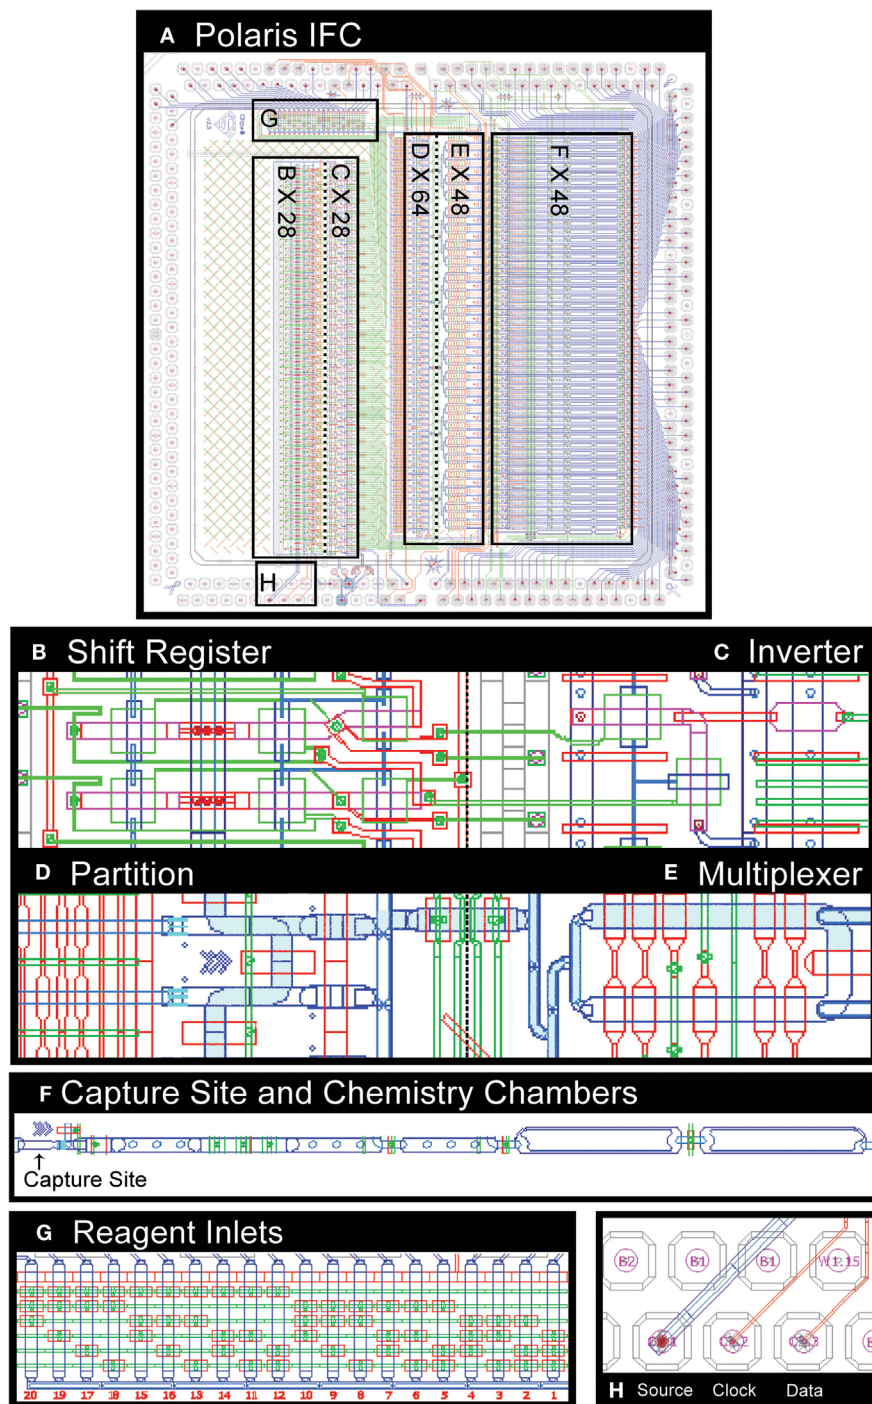 A Polaris IFC
G
B X 28
C X 28
D X 64
E X 48
F X 48
H
B Shift Register
C Inverter
D Partition
E Multiplexer
F Capture Site and Chemistry Chambers
Capture Site
G Reagent Inlets
20 19 17 18 15 16 13 14 11 12 10 9 8 7 6 5 4 3 2 1
B2 B1 B1 W1.15
H Source Clock Data